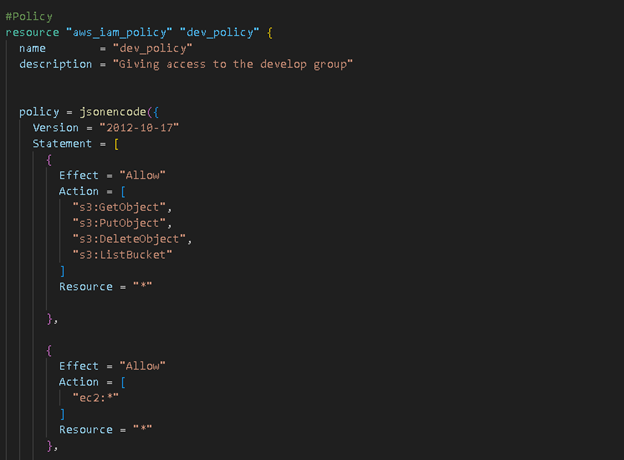 #Policy
resource "aws_iam_policy" "dev_policy" {
  name        = "dev_policy"
  description = "Giving access to the develop group"
  policy = jsonencode({
    Version = "2012-10-17"
    Statement = [
      {
        Effect = "Allow"
        Action = [
          "s3:GetObject",
          "s3:PutObject",
          "s3:DeleteObject",
          "s3:ListBucket"
        ]
        Resource = "*"
      },
      {
        Effect = "Allow"
        Action = [
          "ec2:*"
        ]
        Resource = "*"
      },